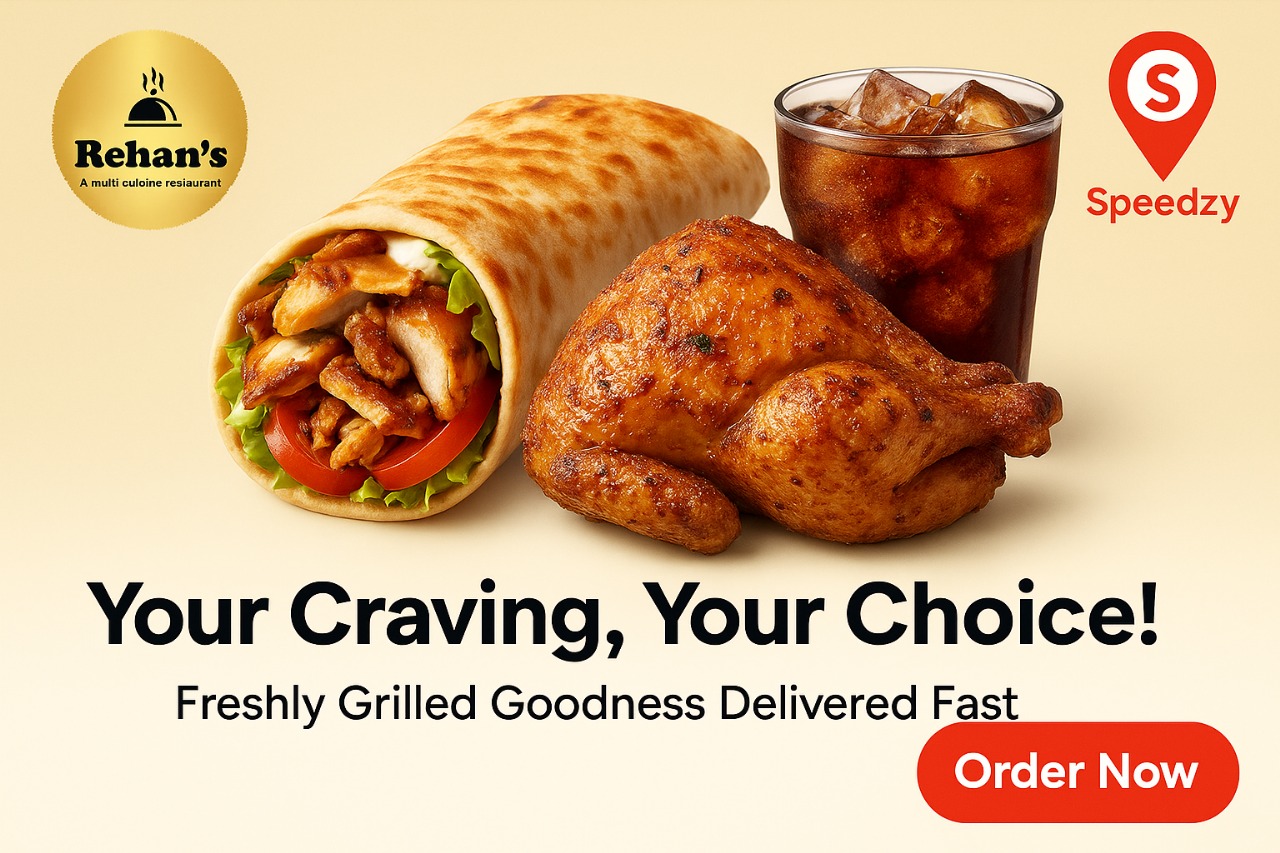 Rehan's
A multi culoine resiaurant
S
Speedzy
Your Craving, Your Choice!
Freshly Grilled Goodness Delivered Fast
Order Now